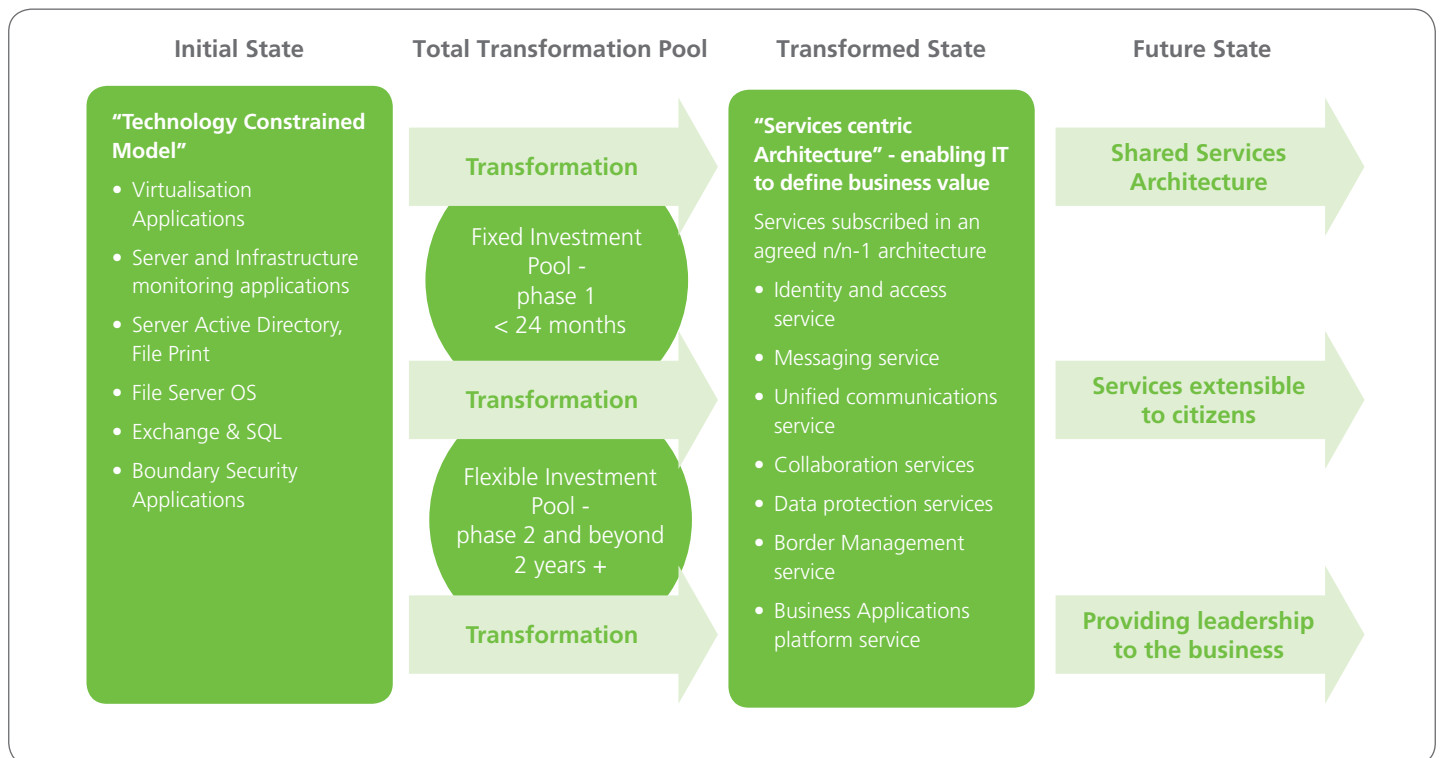 Initial State
Total Transformation Pool
Transformed State
Future State
“Technology Constrained
Model”
• Virtualisation
Applications
• Server and Infrastructure
monitoring applications
• Server Active Directory,
File Print
• File Server OS
• Exchange & SQL
• Boundary Security
Applications
Transformation
Fixed Investment
Pool -
phase 1
< 24 months
Transformation
Flexible Investment
Pool -
phase 2 and beyond
2 years +
Transformation
“Services centric
Architecture” - enabling IT
to define business value
Services subscribed in an
agreed n/n-1 architecture
• Identity and access
service
• Messaging service
• Unified communications
service
• Collaboration services
• Data protection services
• Border Management
service
• Business Applications
platform service
Shared Services
Architecture
Services extensible
to citizens
Providing leadership
to the business